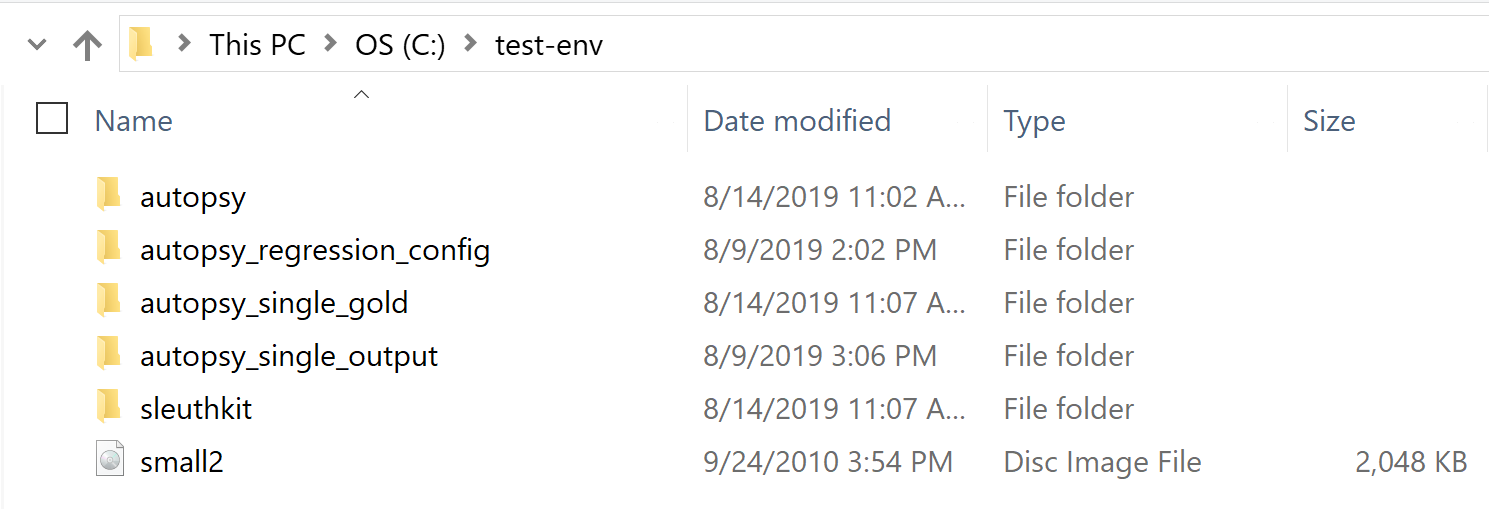 This PC > OS (C:) > test-env
Name Date modified Type Size
autopsy 8/14/2019 11:02 A... File folder
autopsy_regression_config 8/9/2019 2:02 PM File folder
autopsy_single_gold 8/14/2019 11:07 A... File folder
autopsy_single_output 8/9/2019 3:06 PM File folder
sleuthkit 8/14/2019 11:07 A... File folder
small2 9/24/2010 3:54 PM Disc Image File 2,048 KB